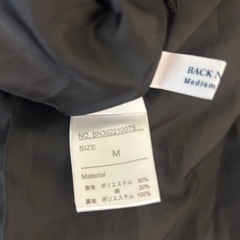 BACK N
Medium
NO. BN392210075
SIZE
M
Material
表地 ポリエステル 80%
綿 20%
裏地 ポリエステル 100%